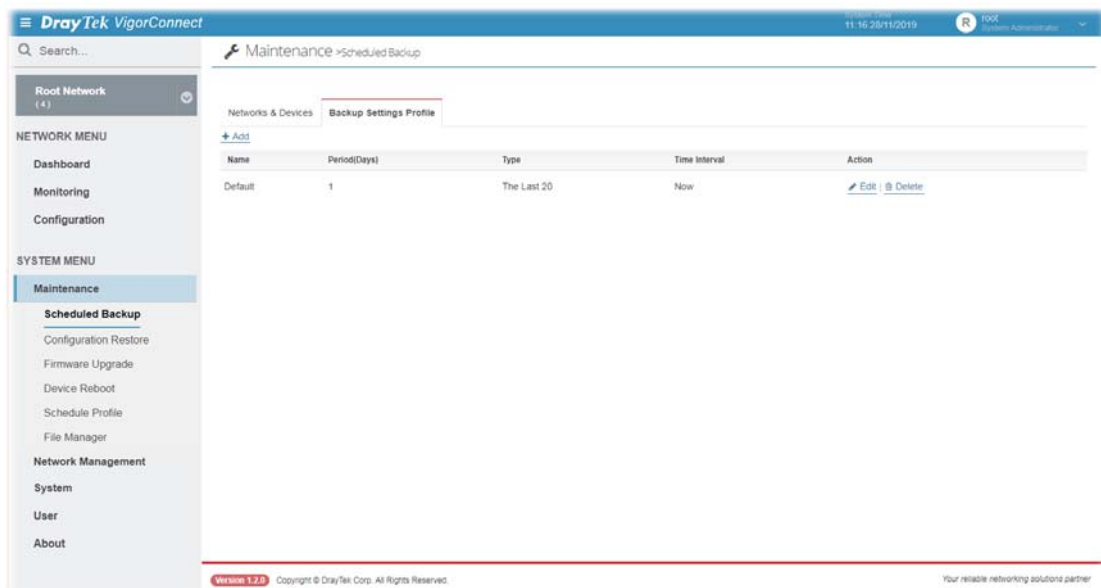 DrayTek VigorConnect
System Time
11:16 28/11/2019
R
root
System Administrator
Search...
Maintenance >Scheduled Backup
Root Network
(4)
Networks & Devices
Backup Settings Profile
+ Add
Name Period(Days) Type Time Interval Action
Default 1 The Last 20 Now Edit | Delete
NETWORK MENU
Dashboard
Monitoring
Configuration
SYSTEM MENU
Maintenance
Scheduled Backup
Configuration Restore
Firmware Upgrade
Device Reboot
Schedule Profile
File Manager
Network Management
System
User
About
Version 1.2.0 Copyright © DrayTek Corp. All Rights Reserved.
Your reliable networking solutions partner